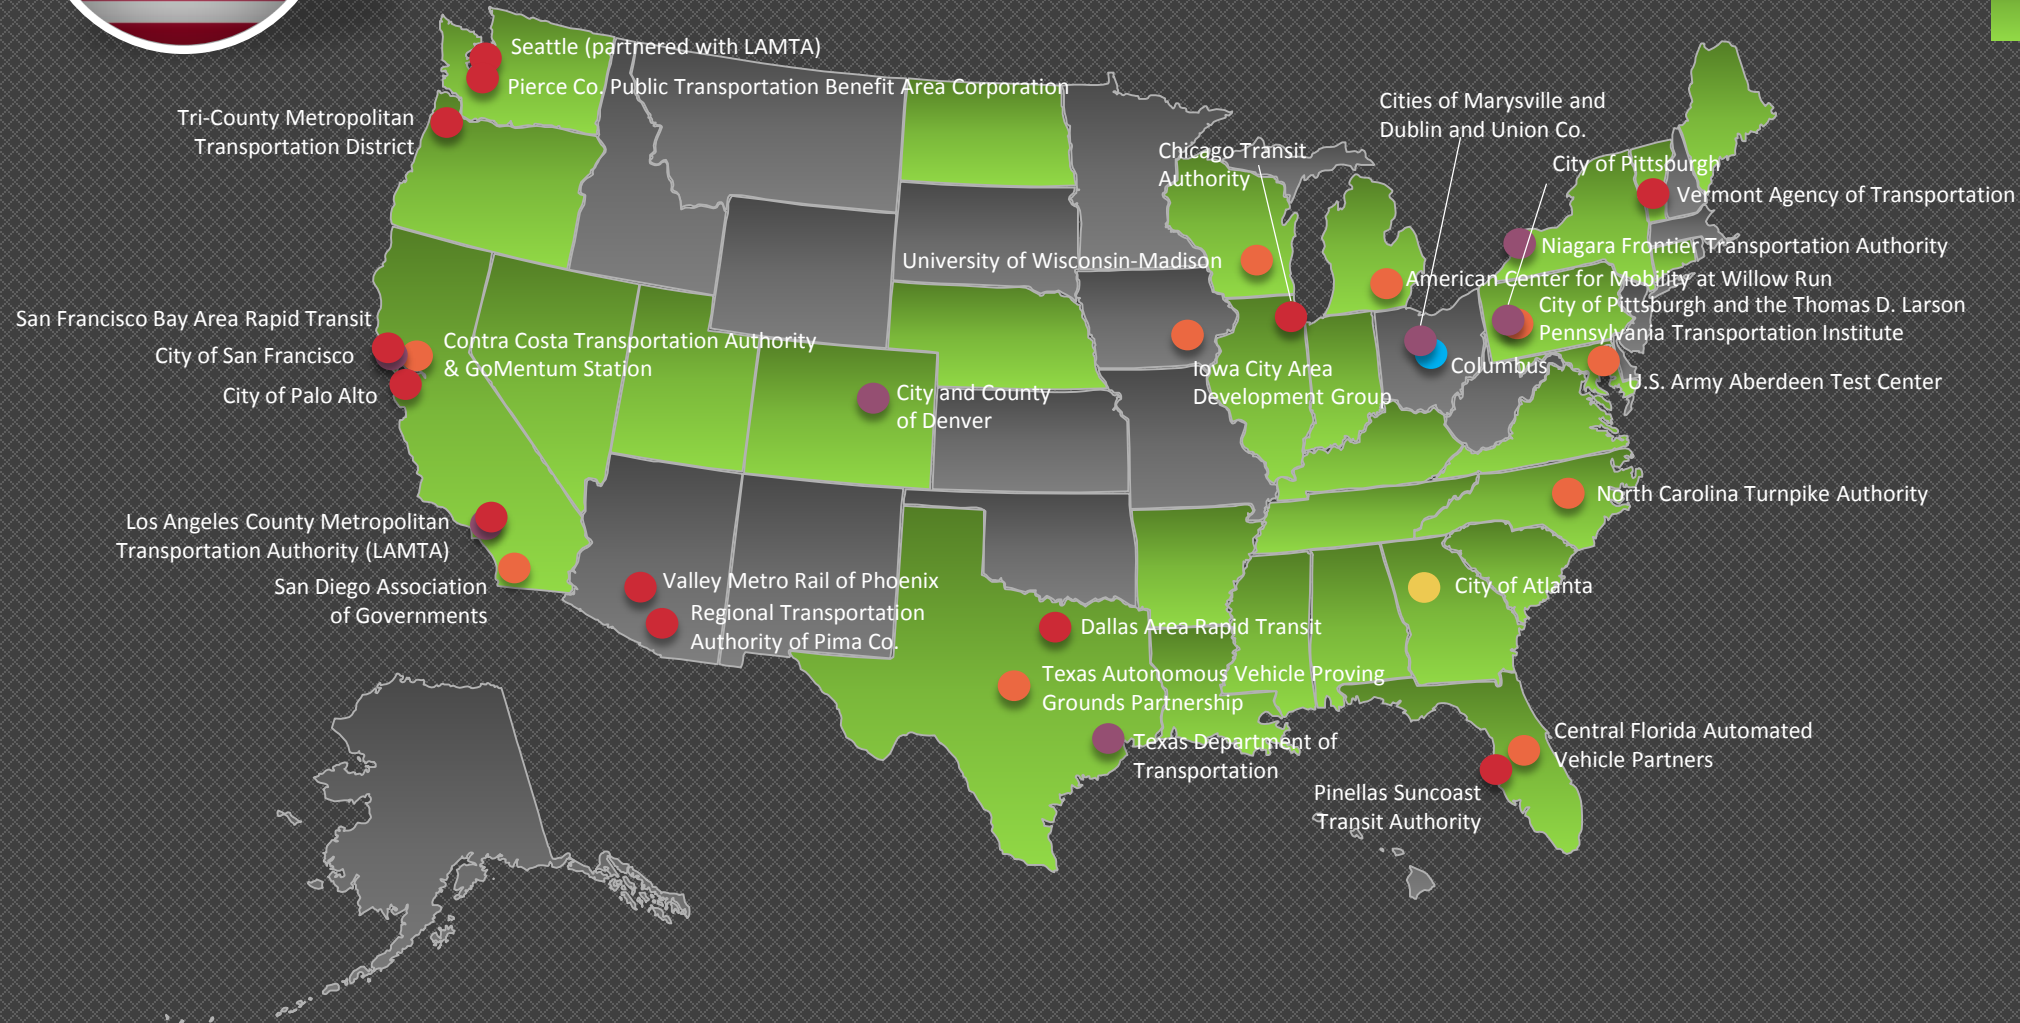 Seattle (partnered with LAMTA)
Pierce Co. Public Transportation Benefit Area Corporation
Tri-County Metropolitan
Transportation District
Cities of Marysville and
Dublin and Union Co.
Chicago Transit
Authority
City of Pittsburgh
Vermont Agency of Transportation
Niagara Frontier Transportation Authority
University of Wisconsin-Madison
American Center for Mobility at Willow Run
City of Pittsburgh and the Thomas D. Larson
Pennsylvania Transportation Institute
San Francisco Bay Area Rapid Transit
City of San Francisco
City of Palo Alto
Contra Costa Transportation Authority
& GoMentum Station
Iowa City Area
Development Group
Columbus
U.S. Army Aberdeen Test Center
City and County
of Denver
North Carolina Turnpike Authority
Los Angeles County Metropolitan
Transportation Authority (LAMTA)
San Diego Association
of Governments
Valley Metro Rail of Phoenix
Regional Transportation
Authority of Pima Co.
City of Atlanta
Dallas Area Rapid Transit
Texas Autonomous Vehicle Proving
Grounds Partnership
Texas Department of
Transportation
Central Florida Automated
Vehicle Partners
Pinellas Suncoast
Transit Authority